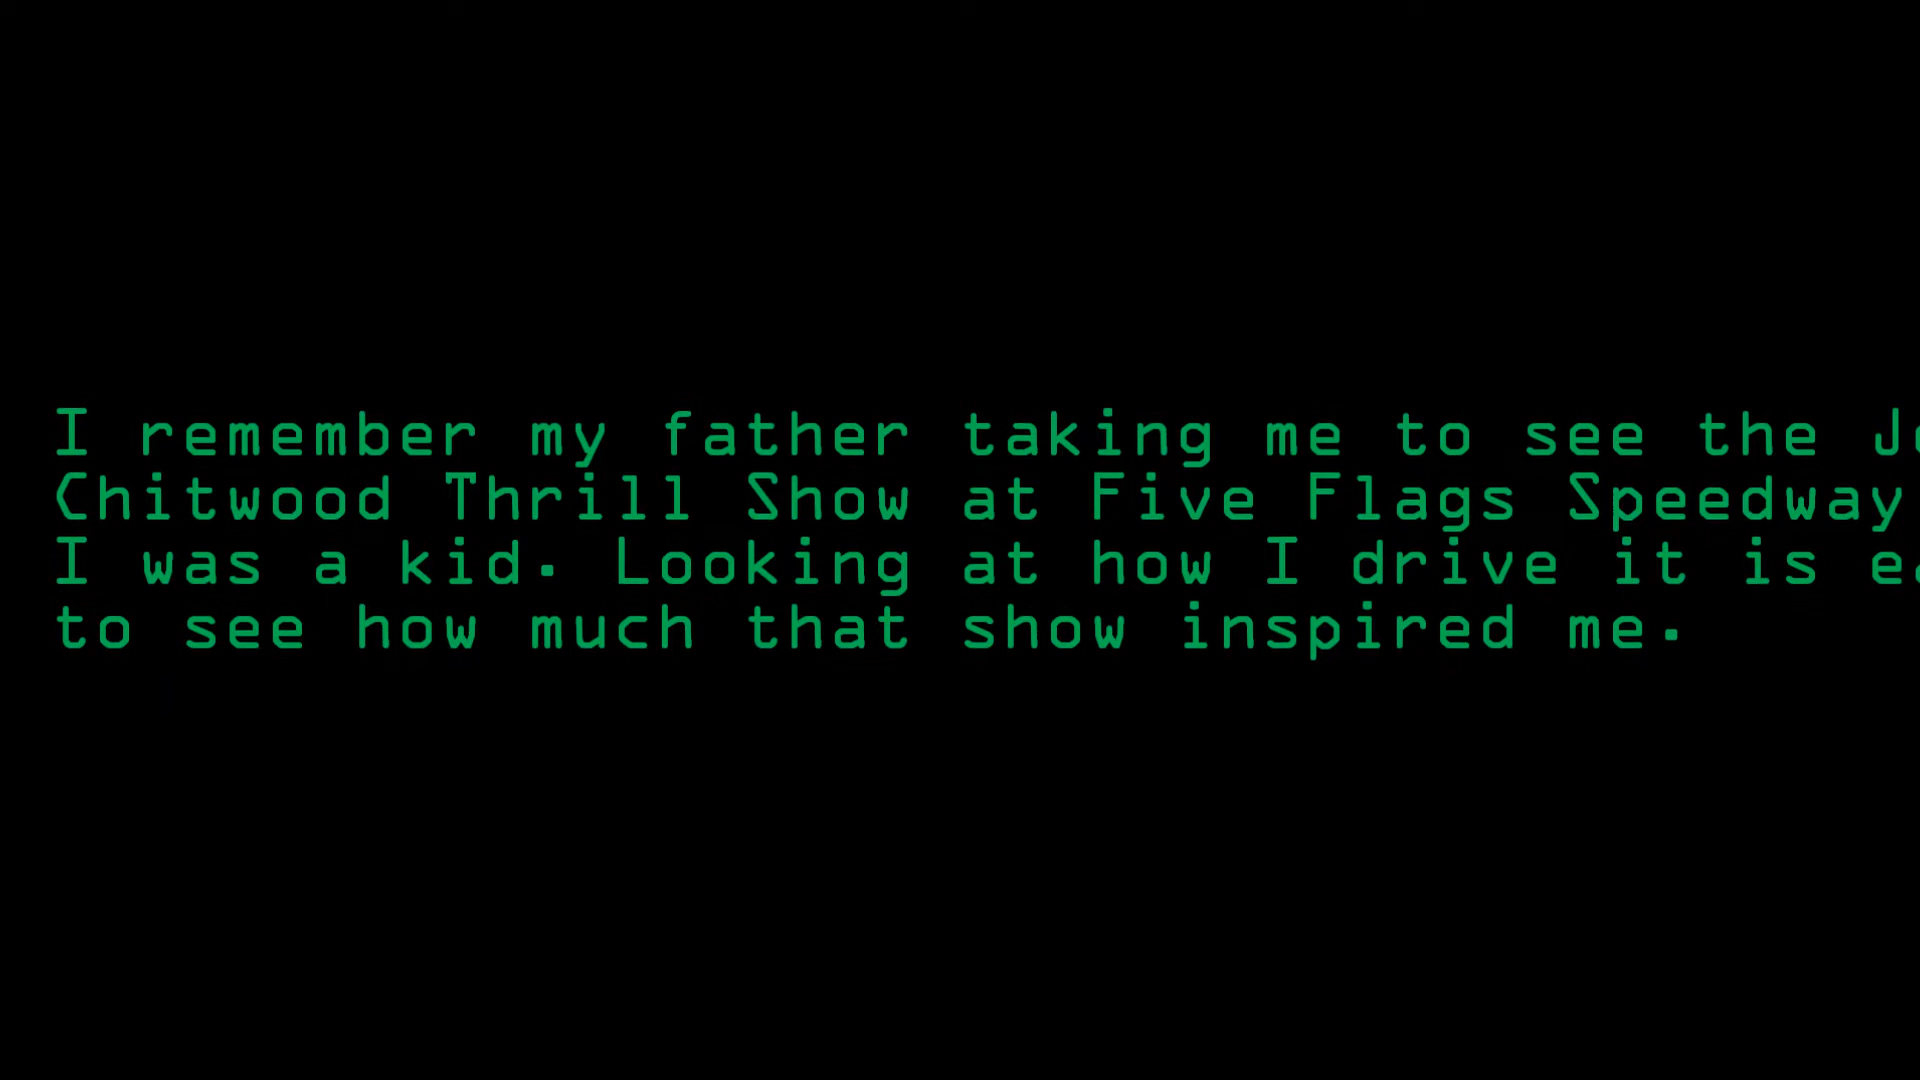 I remember my father taking me to see the
Chitwood Thrill Show at Five Flags Speedway
I was a kid. Looking at how I drive it is
to see how much that show inspired me.